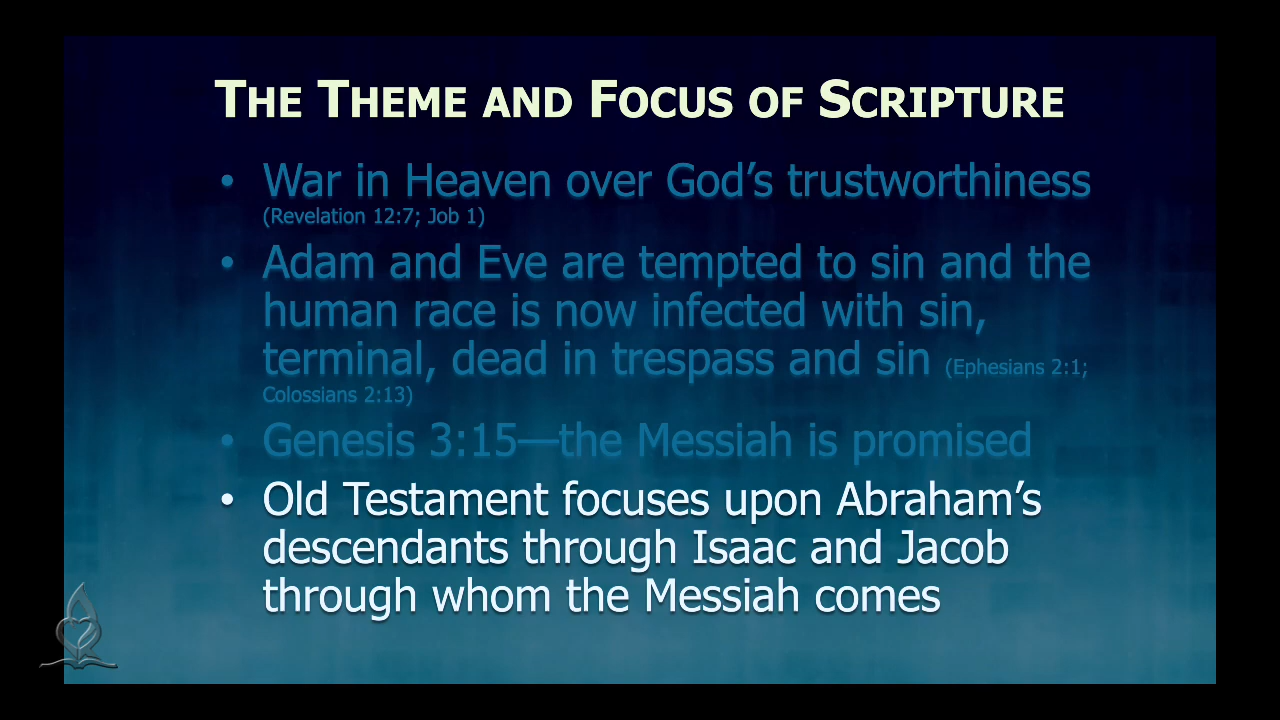 THE THEME AND FOCUS OF SCRIPTURE
• War in Heaven over God’s trustworthiness
(Revelation 12:7; Job 1)
• Adam and Eve are tempted to sin and the
human race is now infected with sin,
terminal, dead in trespass and sin (Ephesians 2:1;
Colossians 2:13)
• Genesis 3:15—the Messiah is promised
• Old Testament focuses upon Abraham’s
descendants through Isaac and Jacob
through whom the Messiah comes